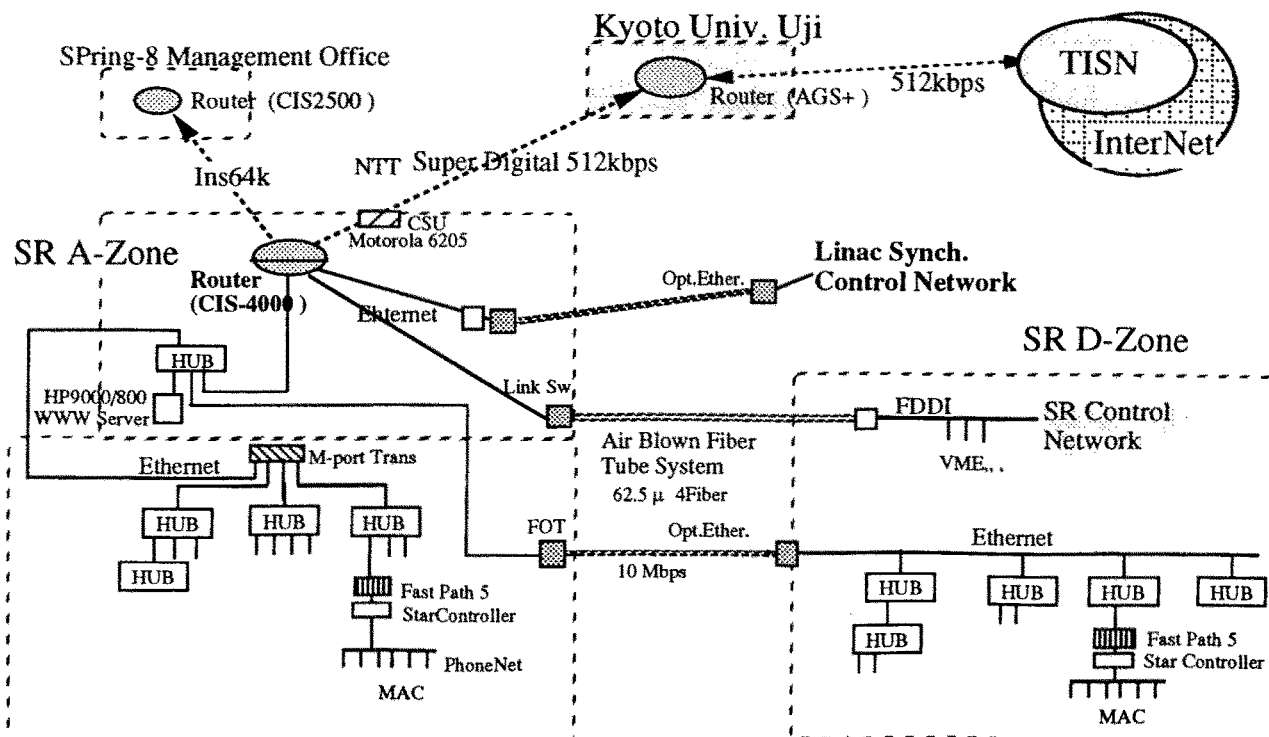 Kyoto Univ. Uji
SPring-8 Management Office
TISN
Router (CIS2500 )
Router (AGS+ )
512kbps
InterNet
NTT Super Digital 512kbps
Ins64k
CSU
Motorola 6205
SR A-Zone
Router
(CIS-4000 )
Linac Synch.
Control Network
Opt.Ether.
Ehternet
SR D-Zone
HUB
HP9000/800
WWW Server
Link Sw.
FDDI
SR Control
Network
VME,, .
Air Blown Fiber
Tube System
62.5 μ 4Fiber
Ethernet
M-port Trans
HUB
HUB
HUB
FOT
Opt.Ether.
Ethernet
10 Mbps
HUB
HUB
HUB
HUB
HUB
Fast Path 5
StarController
HUB
Fast Path 5
Star Controller
PhoneNet
MAC
MAC